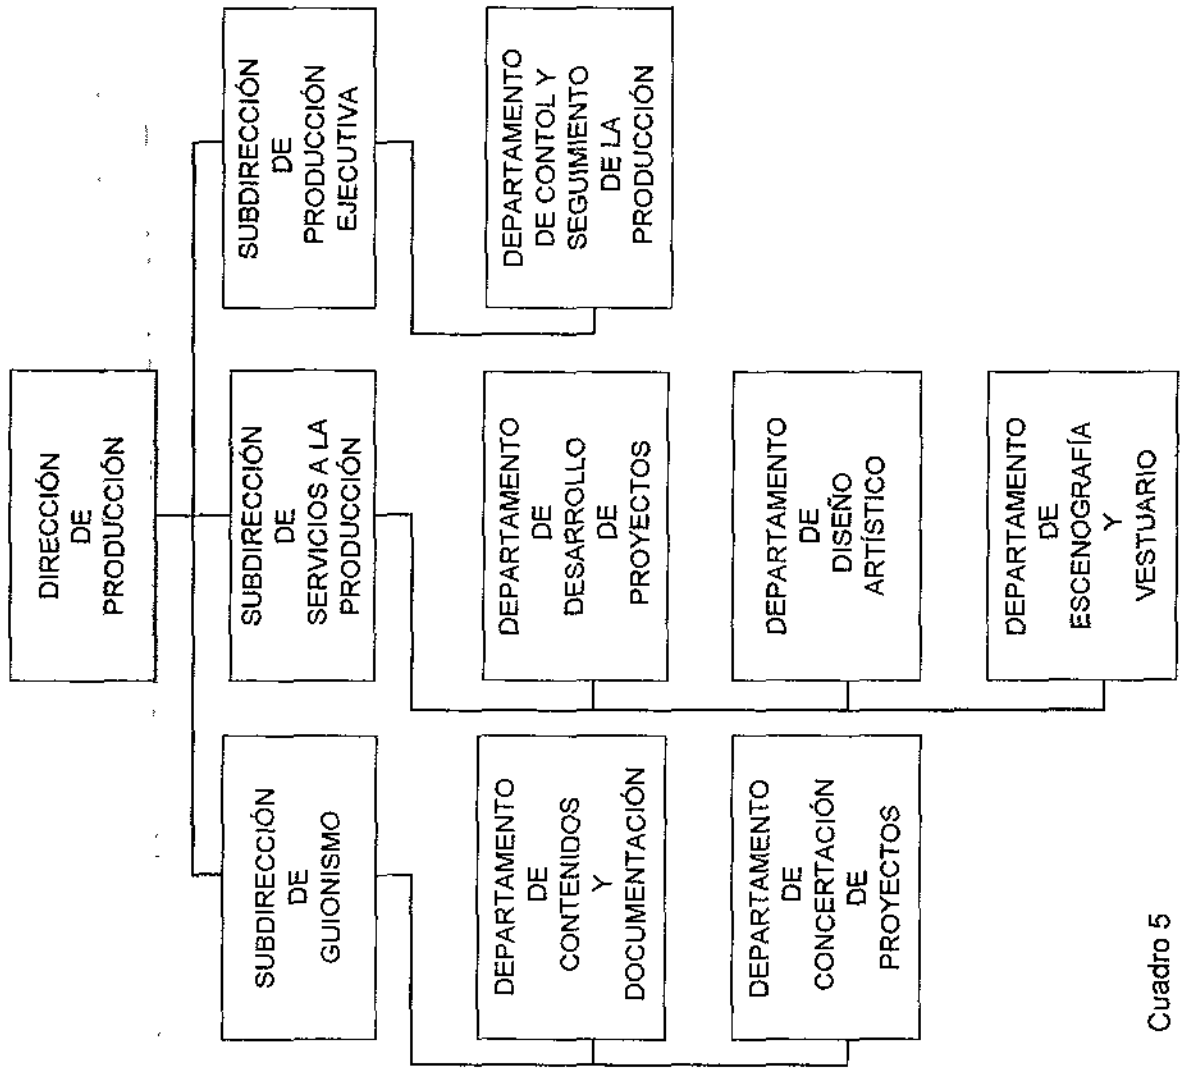 DIRECCIÓN
DE
PRODUCCIÓN
SUBDIRECCIÓN
DE
GUIONISMO
SUBDIRECCIÓN
DE
SERVICIOS A LA
PRODUCCIÓN
SUBDIRECCIÓN
DE
PRODUCCIÓN
EJECUTIVA
DEPARTAMENTO
DE
CONTENIDOS
Y
DOCUMENTACIÓN
DEPARTAMENTO
DE
DESARROLLO
DE
PROYECTOS
DEPARTAMENTO
DE CONTOL Y
SEGUIMIENTO
DE LA
PRODUCCIÓN
DEPARTAMENTO
DE
CONCERTACIÓN
DE
PROYECTOS
DEPARTAMENTO
DE
DISEÑO
ARTÍSTICO
DEPARTAMENTO
DE
ESCENOGRAFÍA
Y
VESTUARIO
Cuadro 5